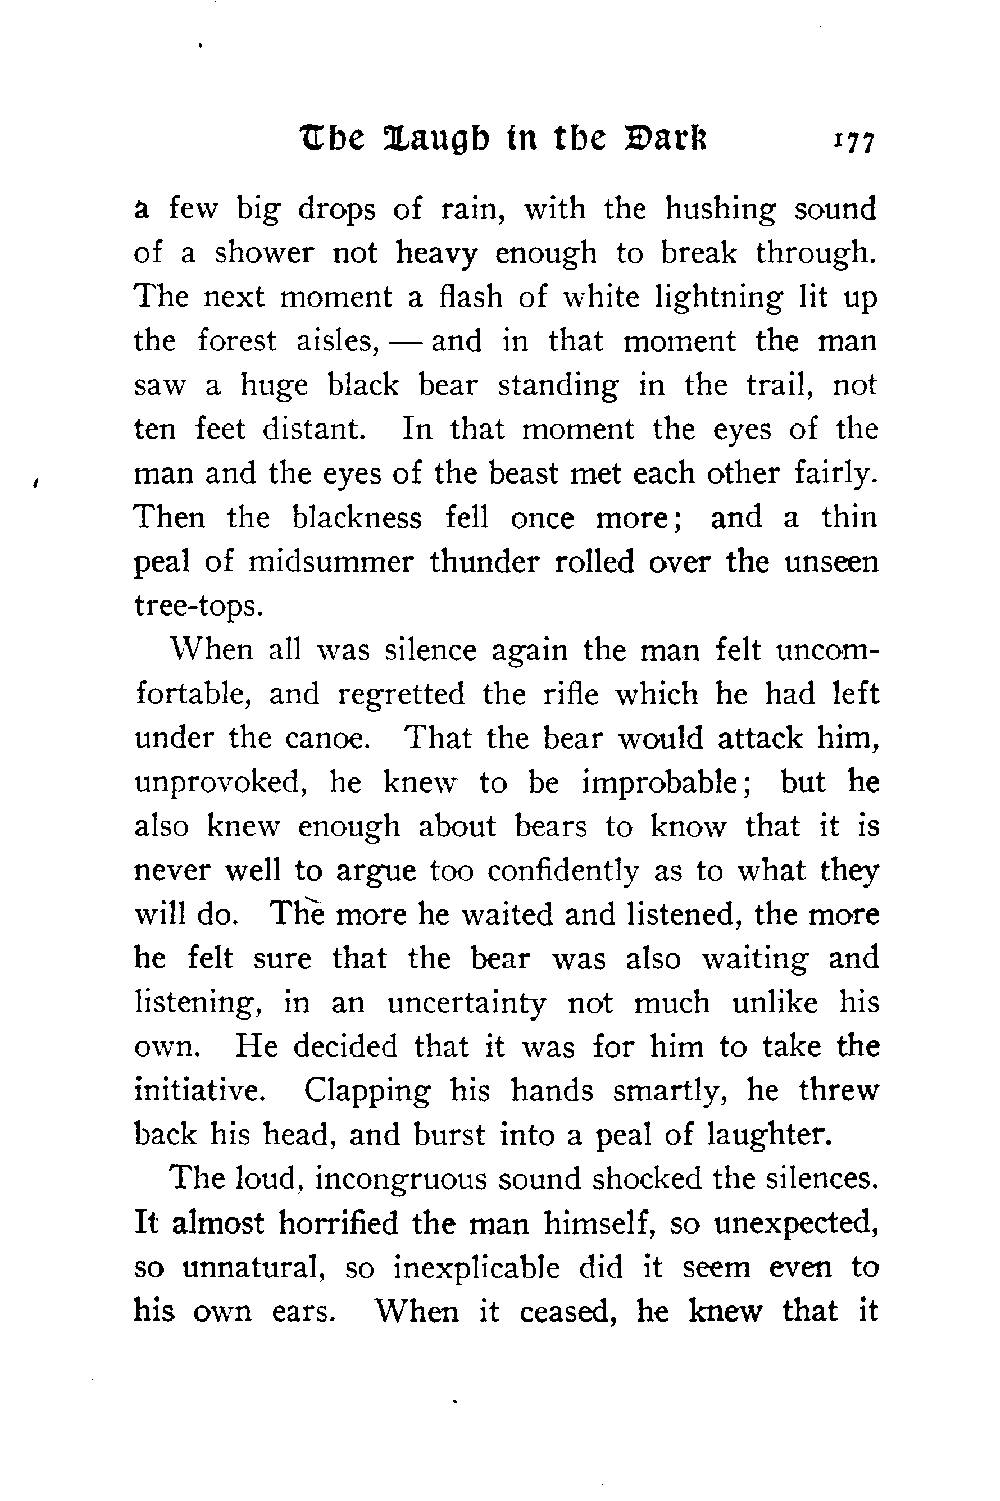 The Laugh in the Dark 177
a few big drops of rain, with the hushing sound
of a shower not heavy enough to break through.
The next moment a flash of white lightning lit up
the forest aisles, — and in that moment the man
saw a huge black bear standing in the trail, not
ten feet distant. In that moment the eyes of the
man and the eyes of the beast met each other fairly.
Then the blackness fell once more; and a thin
peal of midsummer thunder rolled over the unseen
tree-tops.
When all was silence again the man felt uncom-
fortable, and regretted the rifle which he had left
under the canoe. That the bear would attack him,
unprovoked, he knew to be improbable; but he
also knew enough about bears to know that it is
never well to argue too confidently as to what they
will do. The more he waited and listened, the more
he felt sure that the bear was also waiting and
listening, in an uncertainty not much unlike his
own. He decided that it was for him to take the
initiative. Clapping his hands smartly, he threw
back his head, and burst into a peal of laughter.
The loud, incongruous sound shocked the silences.
It almost horrified the man himself, so unexpected,
so unnatural, so inexplicable did it seem even to
his own ears. When it ceased, he knew that it